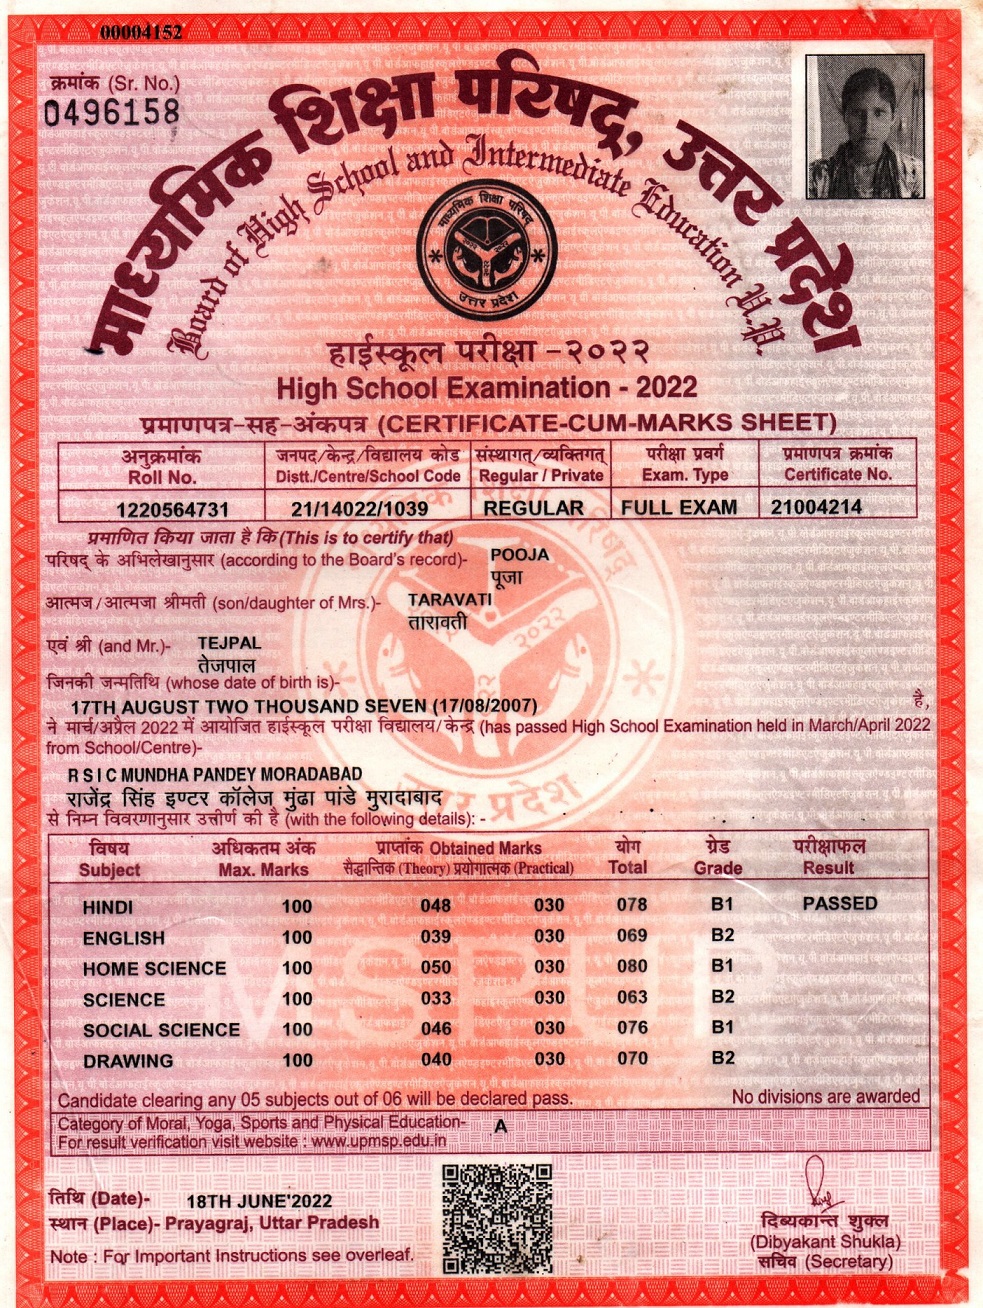 00004152
क्रमांक (Sr. No.)
0496158
माध्यमिक शिक्षा परिषद्, उत्तर प्रदेश
Board of High School and Intermediate Education U.P.
माध्यमिक शिक्षा परिषद
उत्तर प्रदेश
हाईस्कूल परीक्षा –२०२२
High School Examination - 2022
प्रमाणपत्र–सह–अंकपत्र (CERTIFICATE-CUM-MARKS SHEET)
अनुक्रमांक जनपद/केन्द्र/विद्यालय कोड संस्थागत्/व्यक्तिगत् परीक्षा प्रवर्ग प्रमाणपत्र क्रमांक
Roll No. Distt./Centre/School Code Regular / Private Exam. Type Certificate No.
1220564731 21/14022/1039 REGULAR FULL EXAM 21004214
प्रमाणित किया जाता है कि (This is to certify that)
परिषद् के अभिलेखानुसार (according to the Board's record)- POOJA
पूजा
आत्मज/आत्मजा श्रीमती (son/daughter of Mrs.)- TARAVATI
तारावती
एवं श्री (and Mr.)- TEJPAL
तेजपाल
जिनकी जन्मतिथि (whose date of birth is)-
17TH AUGUST TWO THOUSAND SEVEN (17/08/2007) है,
ने मार्च/अप्रैल 2022 में आयोजित हाईस्कूल परीक्षा विद्यालय/केन्द्र (has passed High School Examination held in March/April 2022
from School/Centre)-
R S I C MUNDHA PANDEY MORADABAD
राजेंद्र सिंह इण्टर कॉलेज मुंढा पांडे मुरादाबाद
से निम्न विवरणानुसार उत्तीर्ण की है (with the following details): -
विषय अधिकतम अंक प्राप्तांक Obtained Marks योग ग्रेड परीक्षाफल
Subject Max. Marks सैद्धान्तिक (Theory) प्रयोगात्मक (Practical) Total Grade Result
HINDI 100 048 030 078 B1 PASSED
ENGLISH 100 039 030 069 B2
HOME SCIENCE 100 050 030 080 B1
SCIENCE 100 033 030 063 B2
SOCIAL SCIENCE 100 046 030 076 B1
DRAWING 100 040 030 070 B2
MSPUP
Candidate clearing any 05 subjects out of 06 will be declared pass. No divisions are awarded
Category of Moral, Yoga, Sports and Physical Education- A
For result verification visit website : www.upmsp.edu.in
तिथि (Date)- 18TH JUNE'2022
स्थान (Place)- Prayagraj, Uttar Pradesh
Note : For Important Instructions see overleaf.
दिब्यकान्त शुक्ल
(Dibyakant Shukla)
सचिव (Secretary)